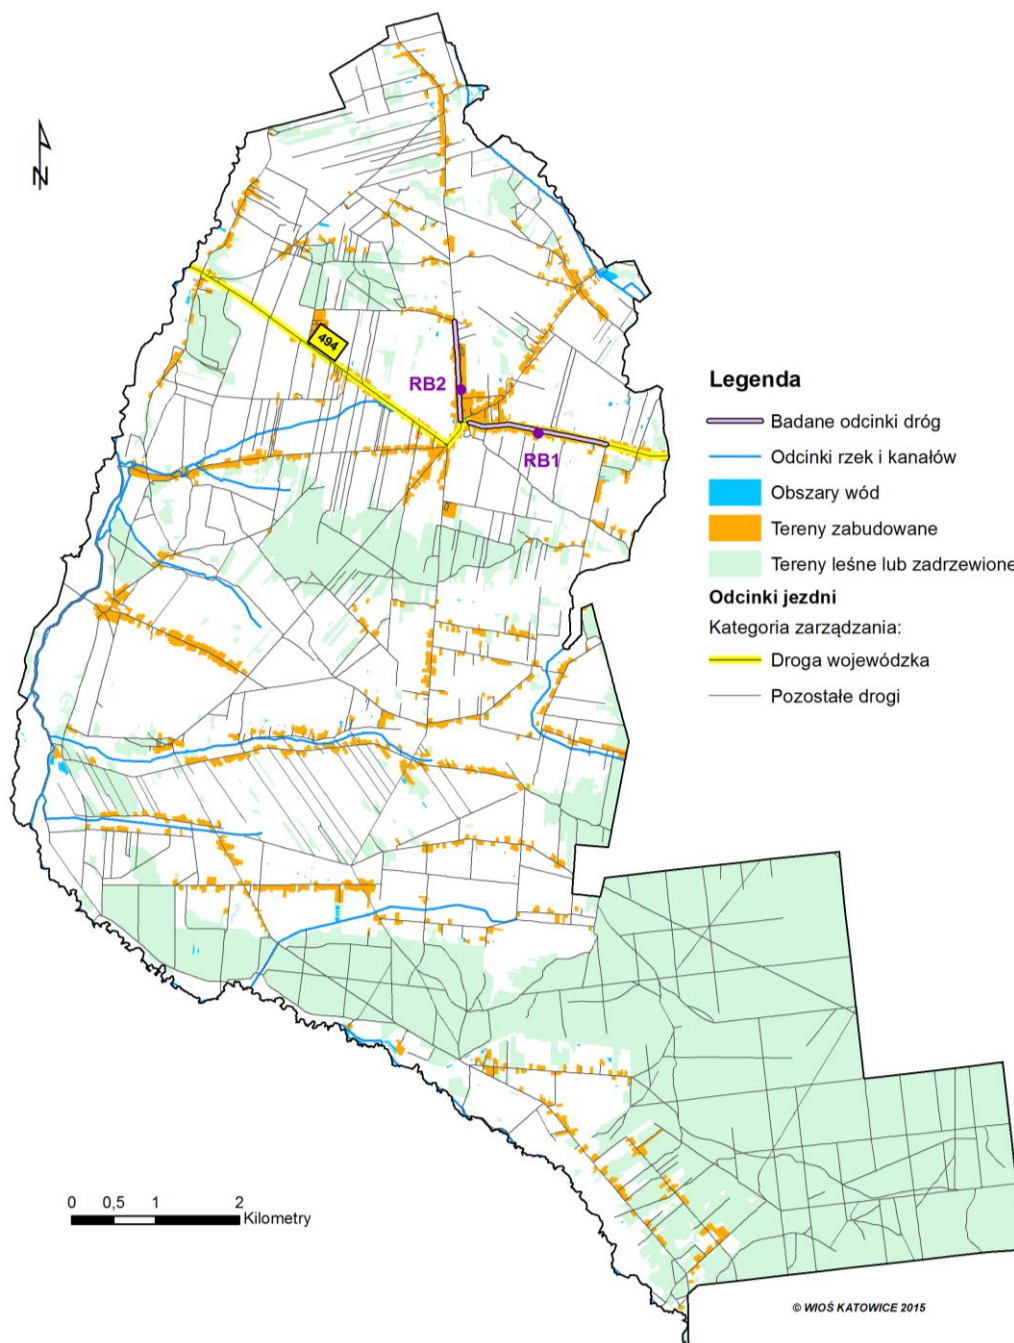 N
494
RB2
RB1
Legenda
Badane odcinki dróg
Odcinki rzek i kanałów
Obszary wód
Tereny zabudowane
Tereny leśne lub zadrzewione
Odcinki jezdni
Kategoria zarządzania:
Droga wojewódzka
Pozostałe drogi
0 0,5 1 2
Kilometry
© WIOŚ KATOWICE 2015